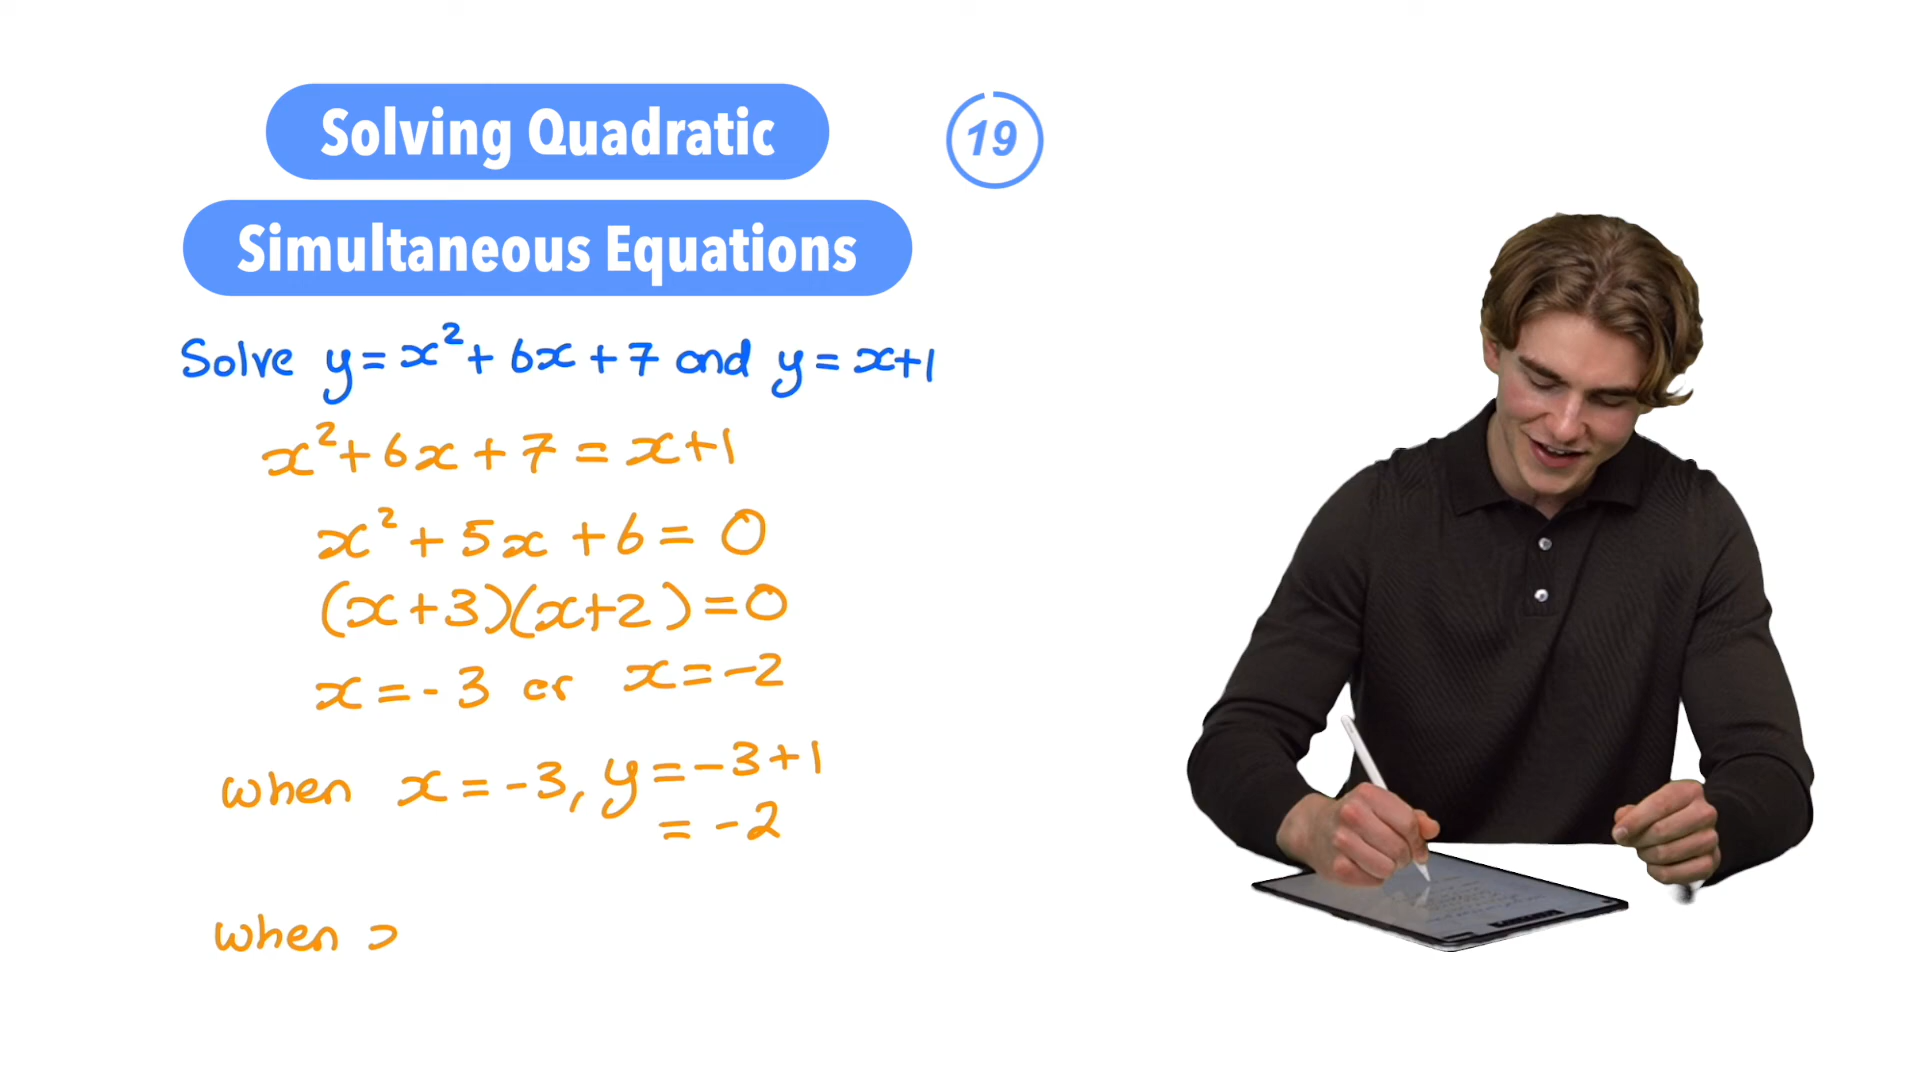 Solving Quadratic
19
Simultaneous Equations
Solve y = x² + 6x + 7 and y = x+1
x² + 6x + 7 = x+1
x² + 5x + 6 = 0
(x+3)(x+2) = 0
x = -3 or x = -2
when x = -3, y = -3+1
= -2
when